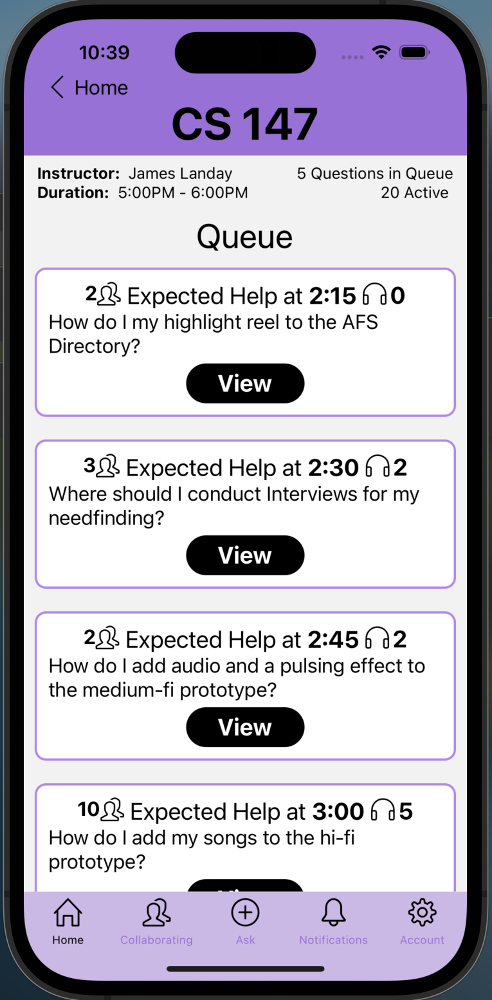 10:39
Home
CS 147
Instructor: James Landay 5 Questions in Queue
Duration: 5:00PM - 6:00PM 20 Active
Queue
2 Expected Help at 2:15 0
How do I my highlight reel to the AFS
Directory?
View
3 Expected Help at 2:30 2
Where should I conduct Interviews for my
needfinding?
View
2 Expected Help at 2:45 2
How do I add audio and a pulsing effect to
the medium-fi prototype?
View
10 Expected Help at 3:00 5
How do I add my songs to the hi-fi
prototype?
Home Collaborating Ask Notifications Account